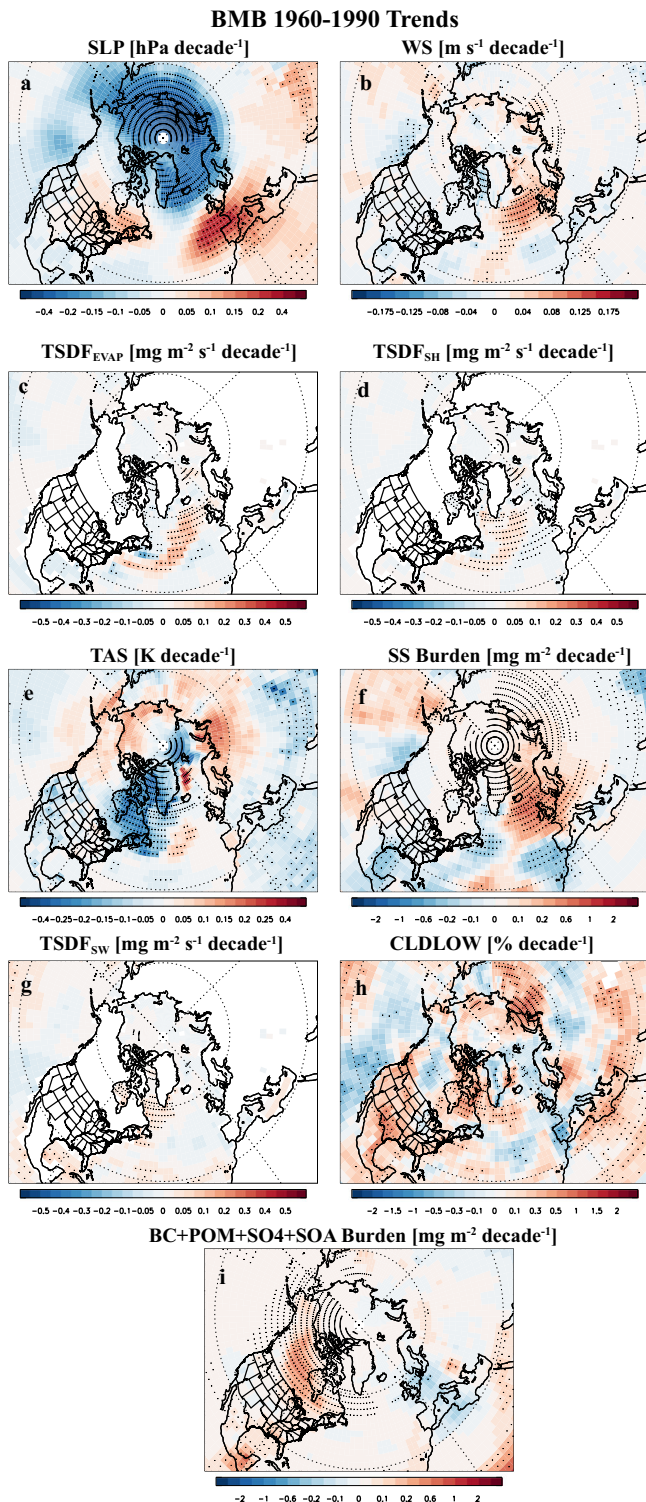 BMB 1960-1990 Trends
SLP [hPa decade⁻¹]
WS [m s⁻¹ decade⁻¹]
a
b
-0.4 -0.2 -0.15 -0.1 -0.05 0 0.05 0.1 0.15 0.2 0.4
-0.175 -0.125 -0.08 -0.04 0 0.04 0.08 0.125 0.175
TSDF_EVAP [mg m⁻² s⁻¹ decade⁻¹]
TSDF_SH [mg m⁻² s⁻¹ decade⁻¹]
c
d
-0.5 -0.4 -0.3 -0.2 -0.1 0 0.1 0.2 0.3 0.4 0.5
-0.5 -0.4 -0.3 -0.2 -0.1 0 0.1 0.2 0.3 0.4 0.5
TAS [K decade⁻¹]
SS Burden [mg m⁻² decade⁻¹]
e
f
-0.4 -0.25 -0.2 -0.15 -0.1 -0.05 0 0.05 0.1 0.15 0.2 0.25 0.4
-2 -1 -0.6 -0.2 -0.1 0 0.1 0.2 0.6 1 2
TSDF_SW [mg m⁻² s⁻¹ decade⁻¹]
CLDLOW [% decade⁻¹]
g
h
-0.5 -0.4 -0.3 -0.2 -0.1 0 0.1 0.2 0.3 0.4 0.5
-2 -1.5 -1 -0.5 -0.3 -0.1 0 0.1 0.3 0.5 1 1.5 2
BC+POM+SO4+SOA Burden [mg m⁻² decade⁻¹]
i
-2 -1 -0.6 -0.2 -0.1 0 0.1 0.2 0.6 1 2